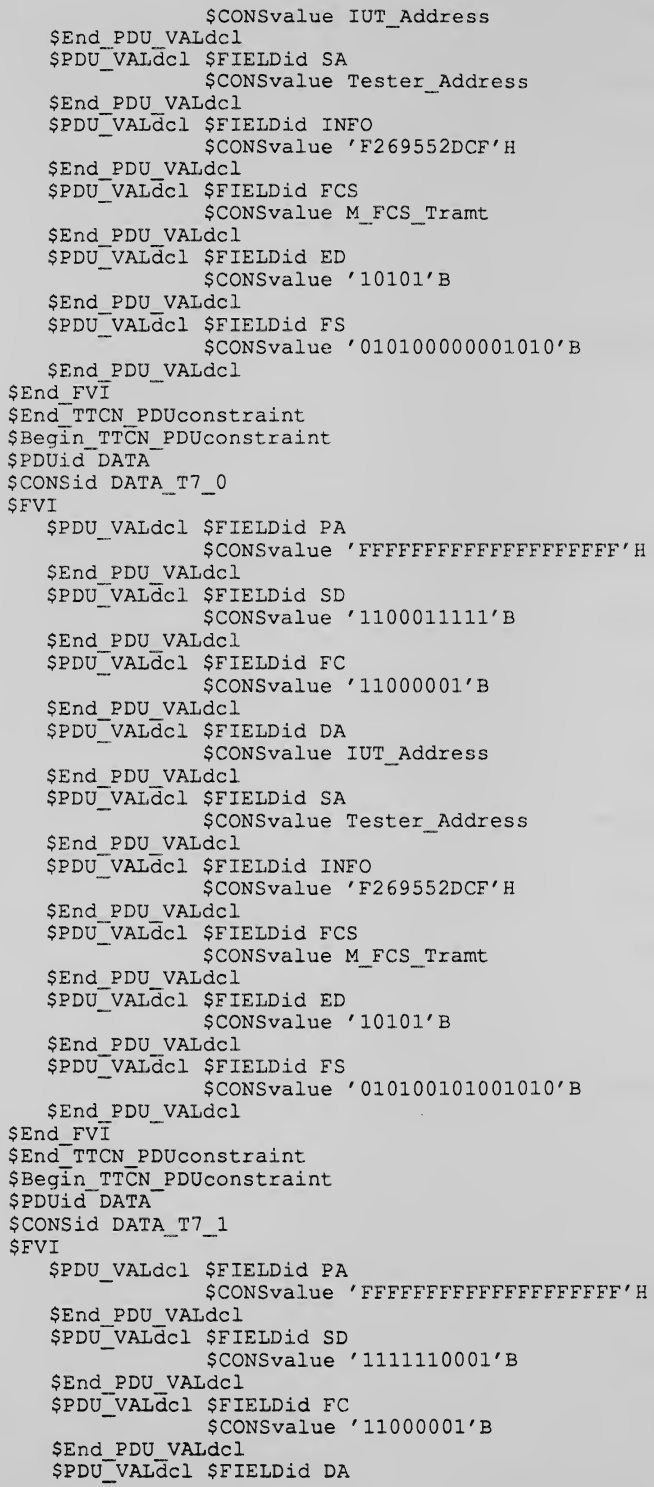 $CONSvalue IUT_Address
$End_PDU_VALdcl
$PDU_VALdcl $FIELDid SA
$CONSvalue Tester_Address
$End_PDU_VALdcl
$PDU_VALdcl $FIELDid INFO
$CONSvalue 'F269552DCF'H
$End_PDU_VALdcl
$PDU_VALdcl $FIELDid FCS
$CONSvalue M_FCS_Tramt
$End_PDU_VALdcl
$PDU_VALdcl $FIELDid ED
$CONSvalue '10101'B
$End_PDU_VALdcl
$PDU_VALdcl $FIELDid FS
$CONSvalue '010100000001010'B
$End_PDU_VALdcl
$End_FVI
$End_TTCN_PDUconstraint
$Begin_TTCN_PDUconstraint
$PDUid DATA
$CONSid DATA_T7_0
$FVI
$PDU_VALdcl $FIELDid PA
$CONSvalue 'FFFFFFFFFFFFFFFFFFFF'H
$End_PDU_VALdcl
$PDU_VALdcl $FIELDid SD
$CONSvalue '1100011111'B
$End_PDU_VALdcl
$PDU_VALdcl $FIELDid FC
$CONSvalue '11000001'B
$End_PDU_VALdcl
$PDU_VALdcl $FIELDid DA
$CONSvalue IUT_Address
$End_PDU_VALdcl
$PDU_VALdcl $FIELDid SA
$CONSvalue Tester_Address
$End_PDU_VALdcl
$PDU_VALdcl $FIELDid INFO
$CONSvalue 'F269552DCF'H
$End_PDU_VALdcl
$PDU_VALdcl $FIELDid FCS
$CONSvalue M_FCS_Tramt
$End_PDU_VALdcl
$PDU_VALdcl $FIELDid ED
$CONSvalue '10101'B
$End_PDU_VALdcl
$PDU_VALdcl $FIELDid FS
$CONSvalue '010100101001010'B
$End_PDU_VALdcl
$End_FVI
$End_TTCN_PDUconstraint
$Begin_TTCN_PDUconstraint
$PDUid DATA
$CONSid DATA_T7_1
$FVI
$PDU_VALdcl $FIELDid PA
$CONSvalue 'FFFFFFFFFFFFFFFFFFFF'H
$End_PDU_VALdcl
$PDU_VALdcl $FIELDid SD
$CONSvalue '1111110001'B
$End_PDU_VALdcl
$PDU_VALdcl $FIELDid FC
$CONSvalue '11000001'B
$End_PDU_VALdcl
$PDU_VALdcl $FIELDid DA